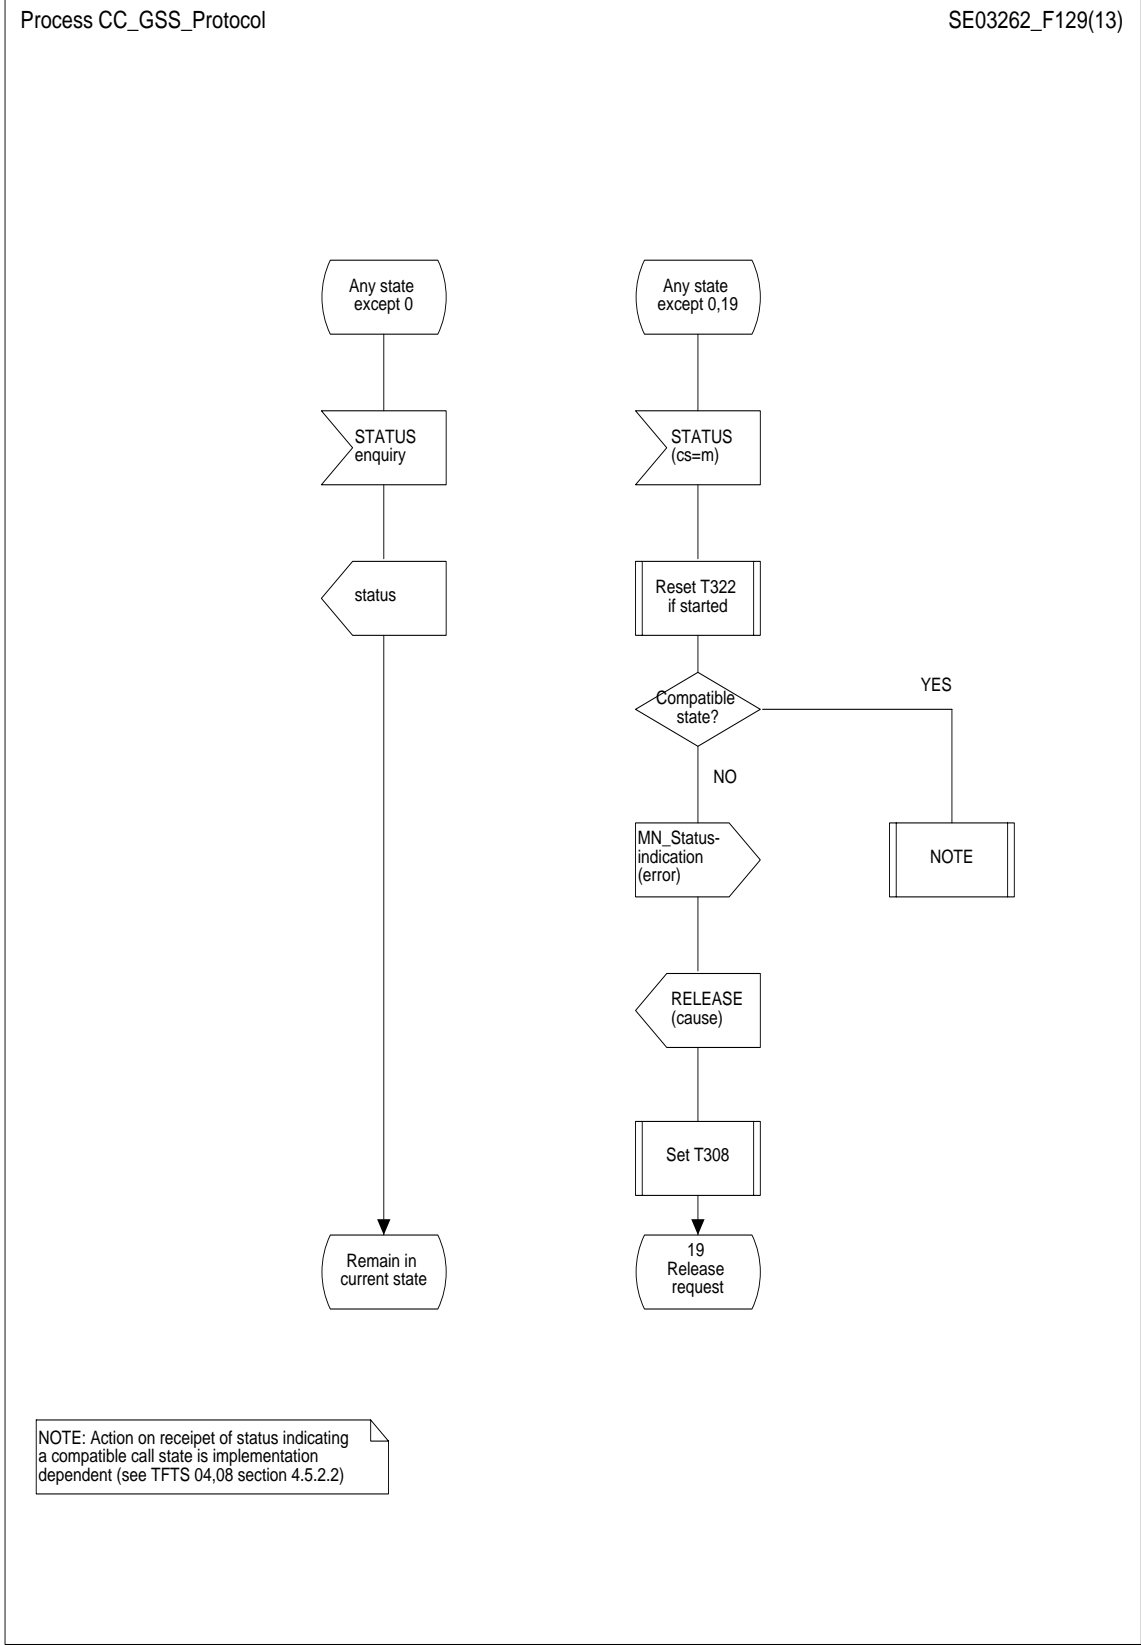 Process CC_GSS_Protocol
SE03262_F129(13)
Any state
except 0
STATUS
enquiry
status
Remain in
current state
Any state
except 0,19
STATUS
(cs=m)
Reset T322
if started
Compatible
state?
YES
NO
MN_Status-
indication
(error)
NOTE
RELEASE
(cause)
Set T308
19
Release
request
NOTE: Action on receipet of status indicating
a compatible call state is implementation
dependent (see TFTS 04,08 section 4.5.2.2)